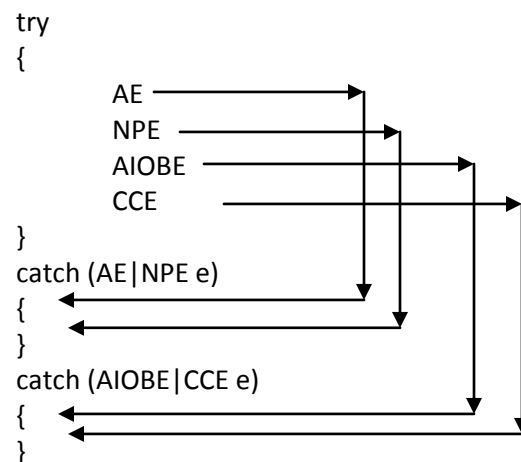 try
{
AE
NPE
AIOBE
CCE
}
catch (AE|NPE e)
{
}
catch (AIOBE|CCE e)
{
}